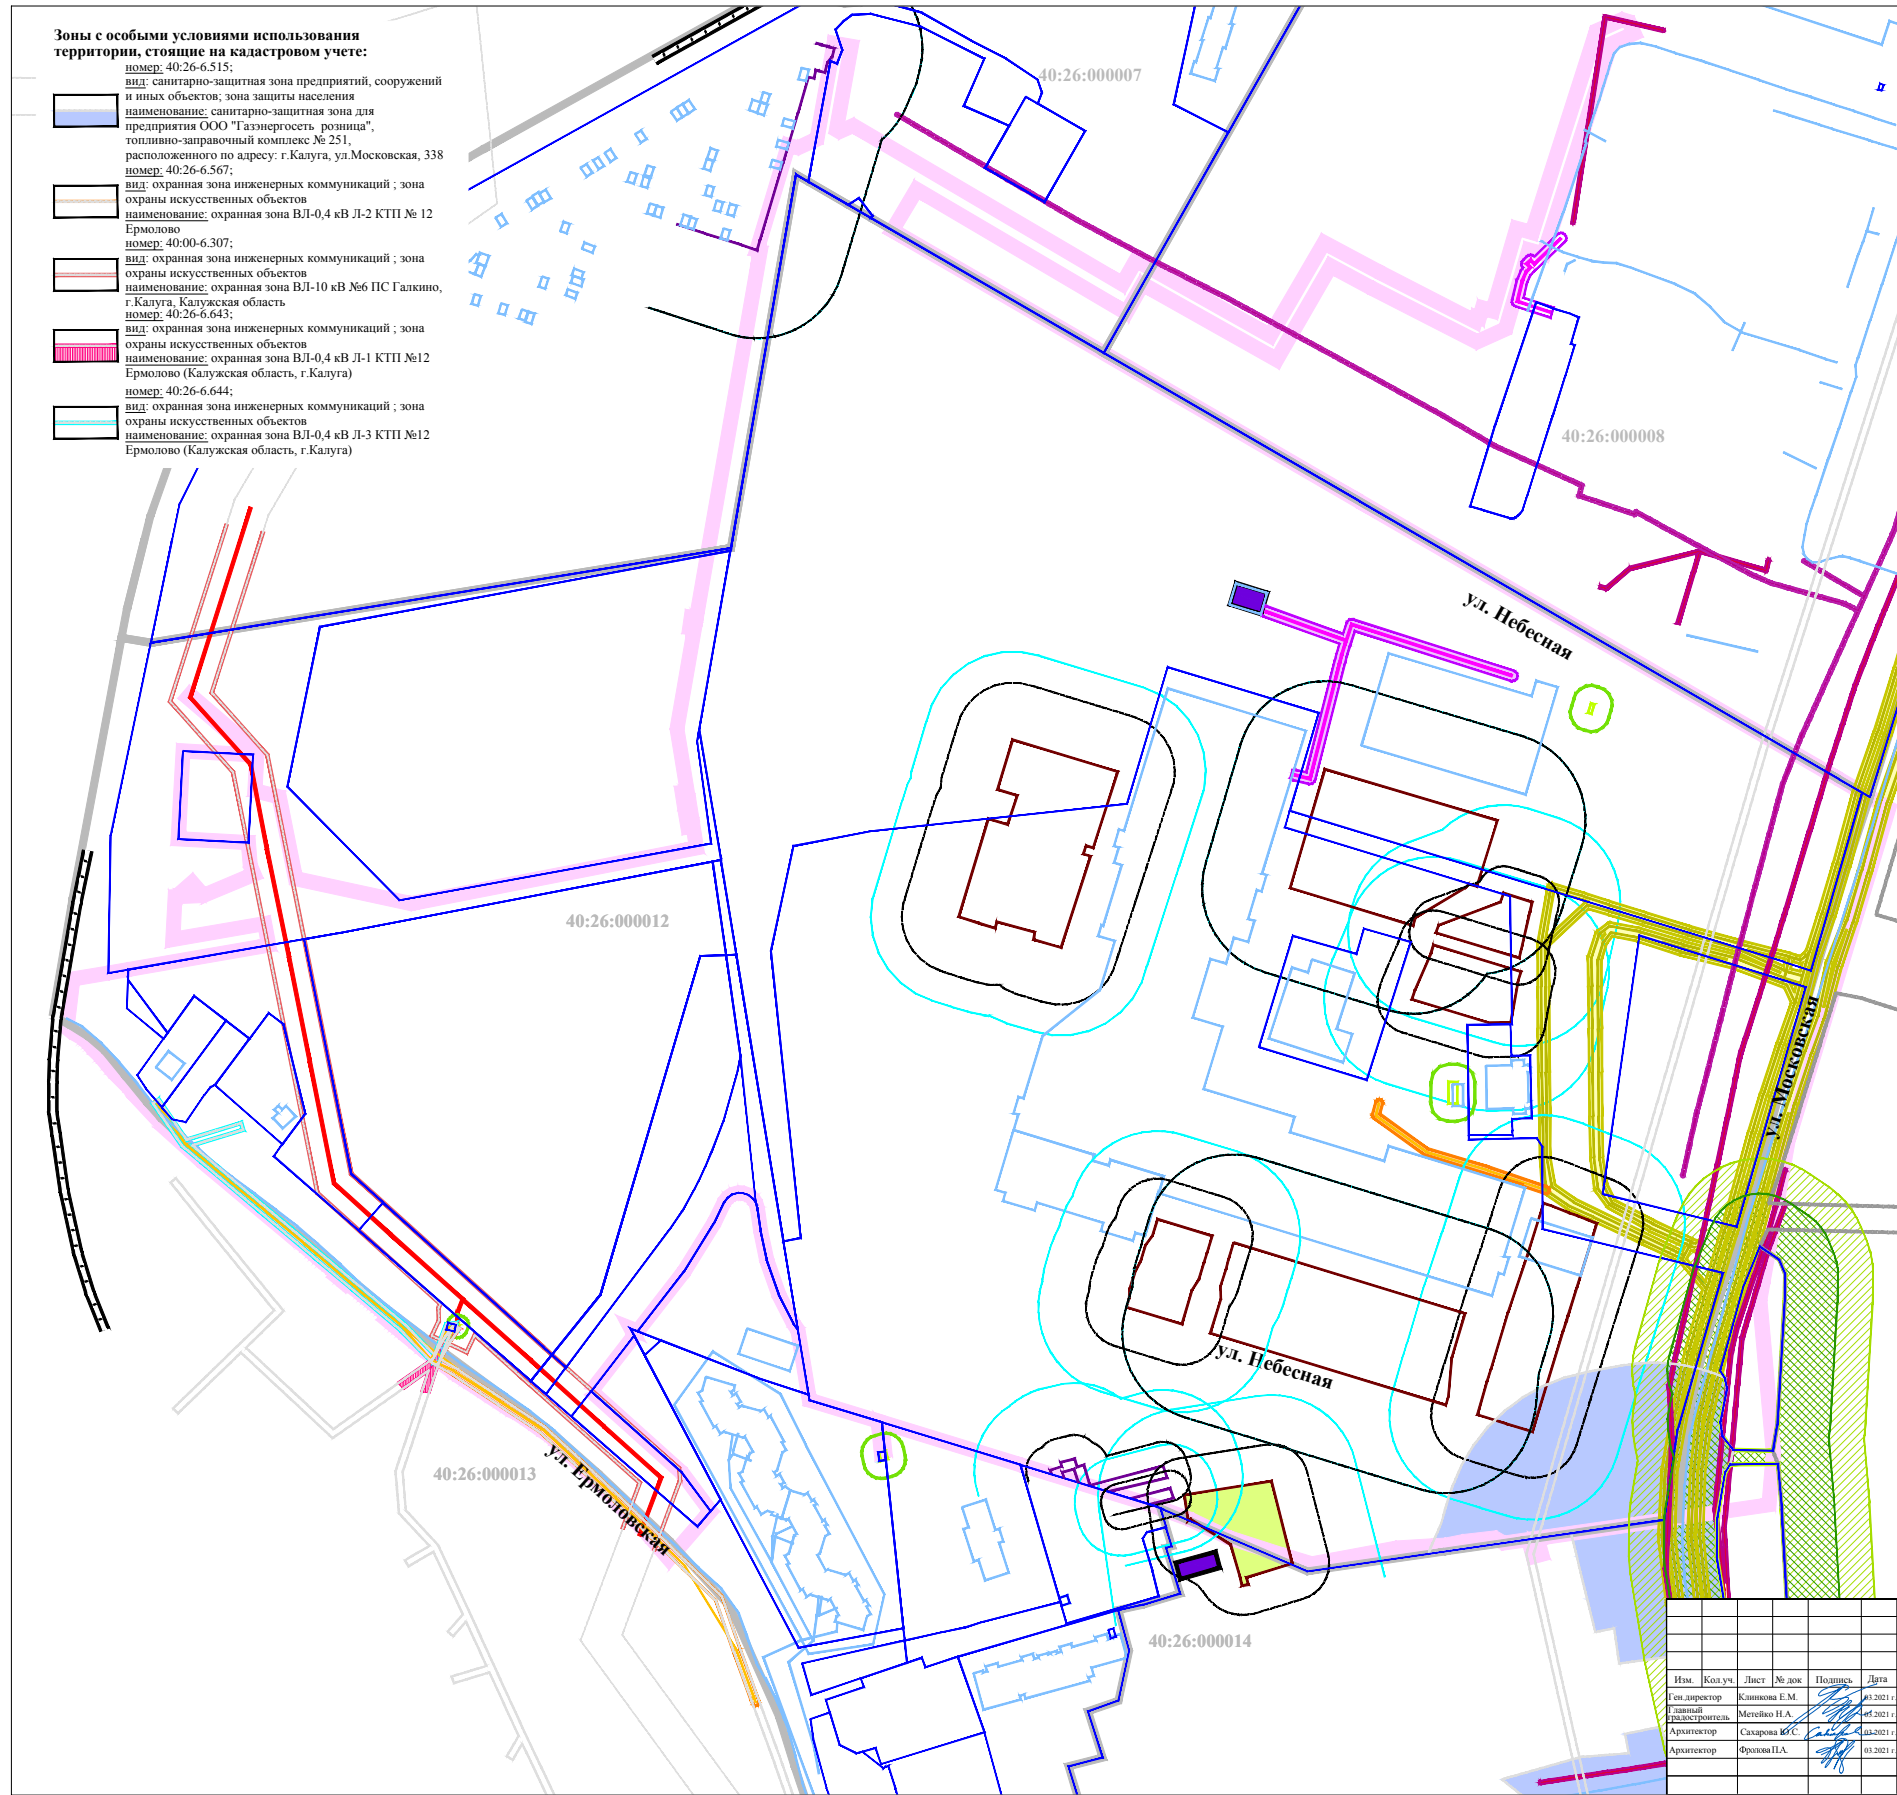 Зоны с особыми условиями использования
территории, стоящие на кадастровом учете:
номер: 40:26-6.515;
вид: санитарно-защитная зона предприятий, сооружений
и иных объектов; зона защиты населения
наименование: санитарно-защитная зона для
предприятия ООО "Газэнергосеть розница",
топливно-заправочный комплекс № 251,
расположенного по адресу: г.Калуга, ул.Московская, 338
номер: 40:26-6.567;
вид: охранная зона инженерных коммуникаций ; зона
охраны искусственных объектов
наименование: охранная зона ВЛ-0,4 кВ Л-2 КТП № 12
Ермолово
номер: 40:00-6.307;
вид: охранная зона инженерных коммуникаций ; зона
охраны искусственных объектов
наименование: охранная зона ВЛ-10 кВ №6 ПС Галкино,
г.Калуга, Калужская область
номер: 40:26-6.643;
вид: охранная зона инженерных коммуникаций ; зона
охраны искусственных объектов
наименование: охранная зона ВЛ-0,4 кВ Л-1 КТП №12
Ермолово (Калужская область, г.Калуга)
номер: 40:26-6.644;
вид: охранная зона инженерных коммуникаций ; зона
охраны искусственных объектов
наименование: охранная зона ВЛ-0,4 кВ Л-3 КТП №12
Ермолово (Калужская область, г.Калуга)
40:26:000007
40:26:000008
ул. Небесная
40:26:000012
ул. Московская
ул. Небесная
40:26:000013
ул. Ермоловская
40:26:000014
Изм. Кол.уч. Лист № док Подпись Дата
Ген.директор Клинкова Е.М. 03.2021 г.
Главный
градостроитель Метейко Н.А. 03.2021 г.
Архитектор Сахарова Ю.С. 03.2021 г.
Архитектор Фролова П.А. 03.2021 г.